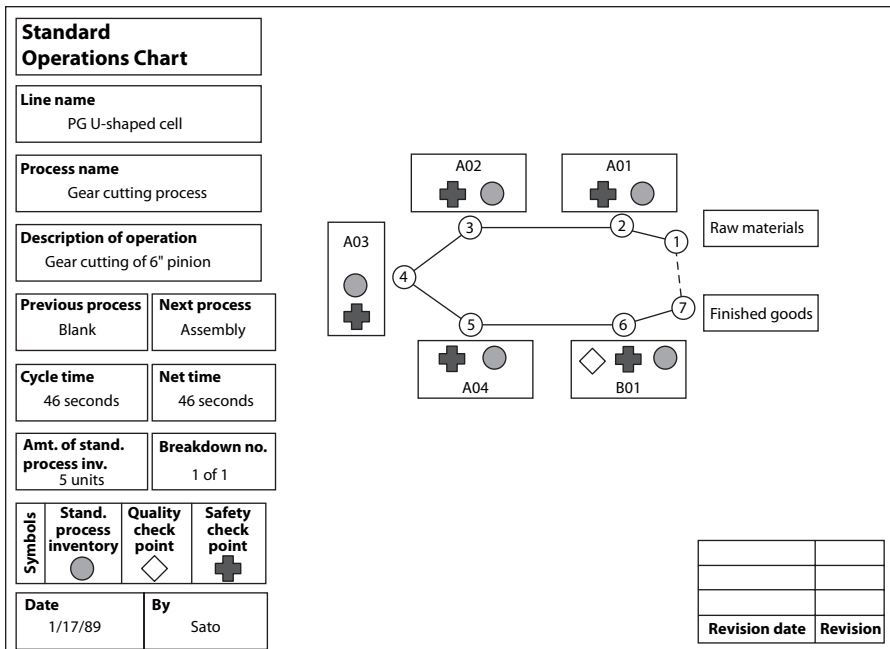 Standard
Operations Chart
Line name
PG U-shaped cell
Process name
Gear cutting process
Description of operation
Gear cutting of 6" pinion
Previous process
Blank
Next process
Assembly
Cycle time
46 seconds
Net time
46 seconds
Amt. of stand.
process inv.
5 units
Breakdown no.
1 of 1
Symbols
Stand.
process
inventory
Quality
check
point
Safety
check
point
Date
1/17/89
By
Sato
A02
A01
A03
3
2
1
Raw materials
4
5
6
7
Finished goods
A04
B01
Revision date
Revision